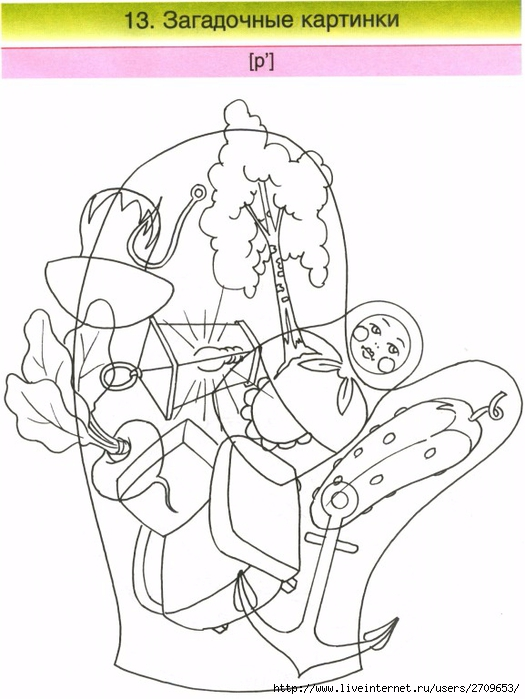 13. Загадочные картинки
[р']
http://www.liveinternet.ru/users/2709653/